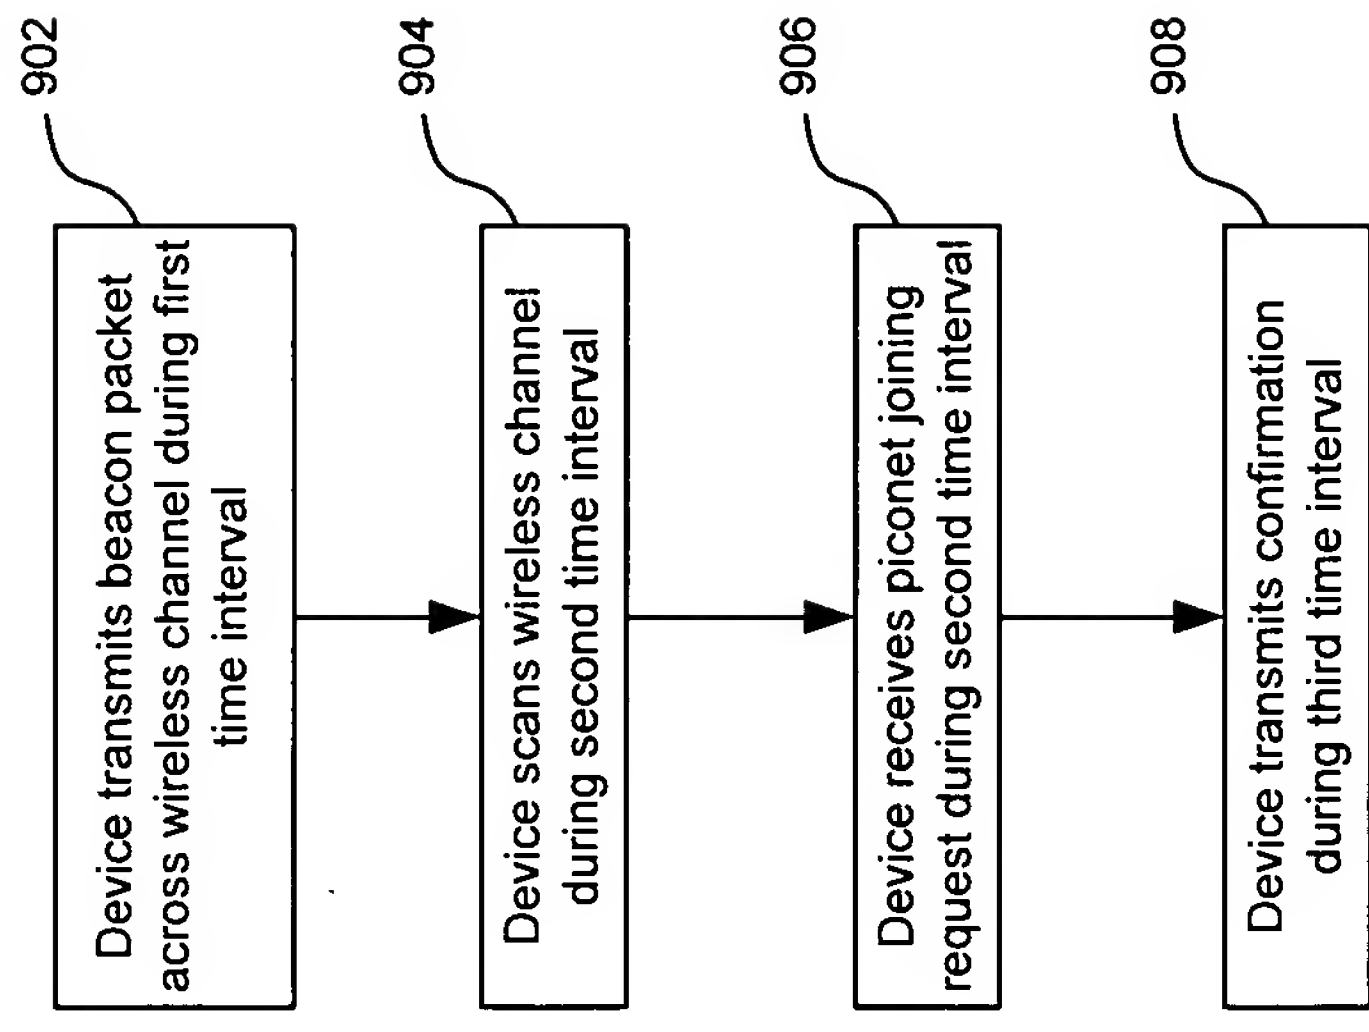 902
Device transmits beacon packet
across wireless channel during first
time interval
904
Device scans wireless channel
during second time interval
906
Device receives piconet joining
request during second time interval
908
Device transmits confirmation
during third time interval